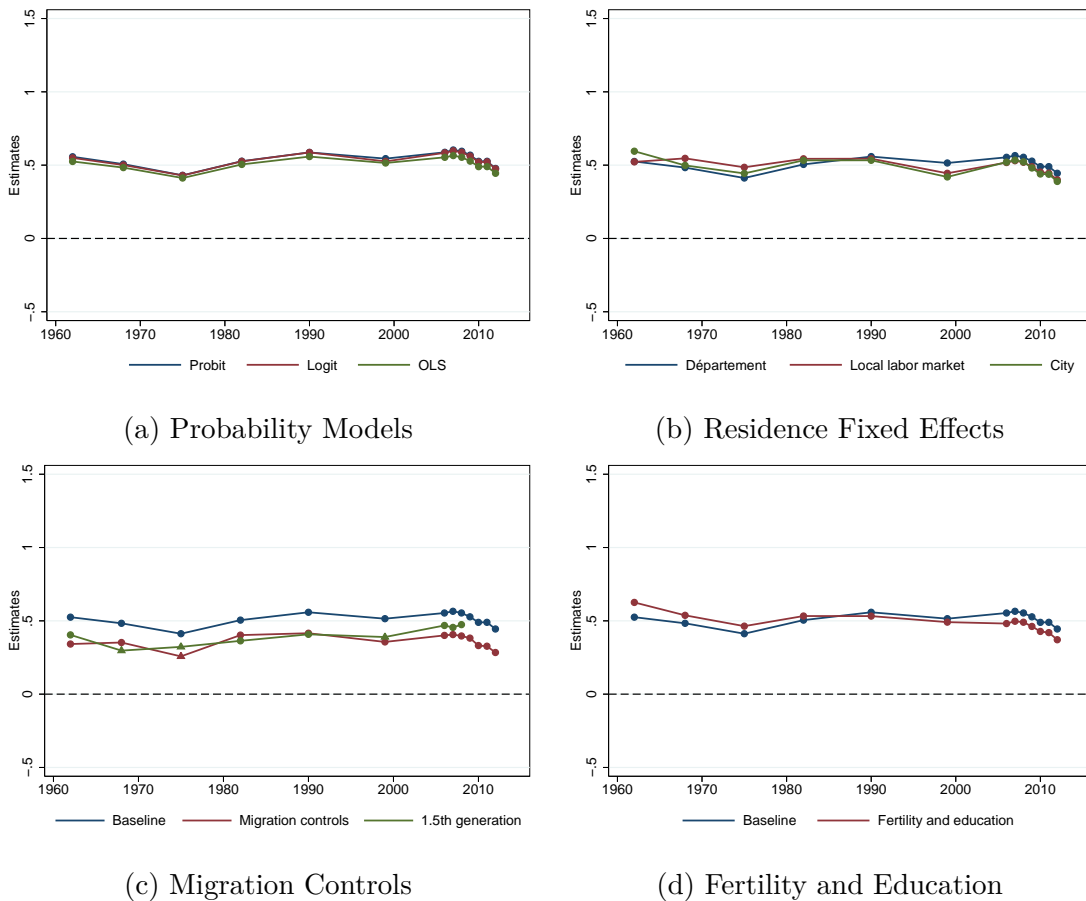 1.5
1
.5
0
-.5
Estimates
1960 1970 1980 1990 2000 2010
Probit Logit OLS
(a) Probability Models
1.5
1
.5
0
-.5
Estimates
1960 1970 1980 1990 2000 2010
Département Local labor market City
(b) Residence Fixed Effects
1.5
1
.5
0
-.5
Estimates
1960 1970 1980 1990 2000 2010
Baseline Migration controls 1.5th generation
(c) Migration Controls
1.5
1
.5
0
-.5
Estimates
1960 1970 1980 1990 2000 2010
Baseline Fertility and education
(d) Fertility and Education